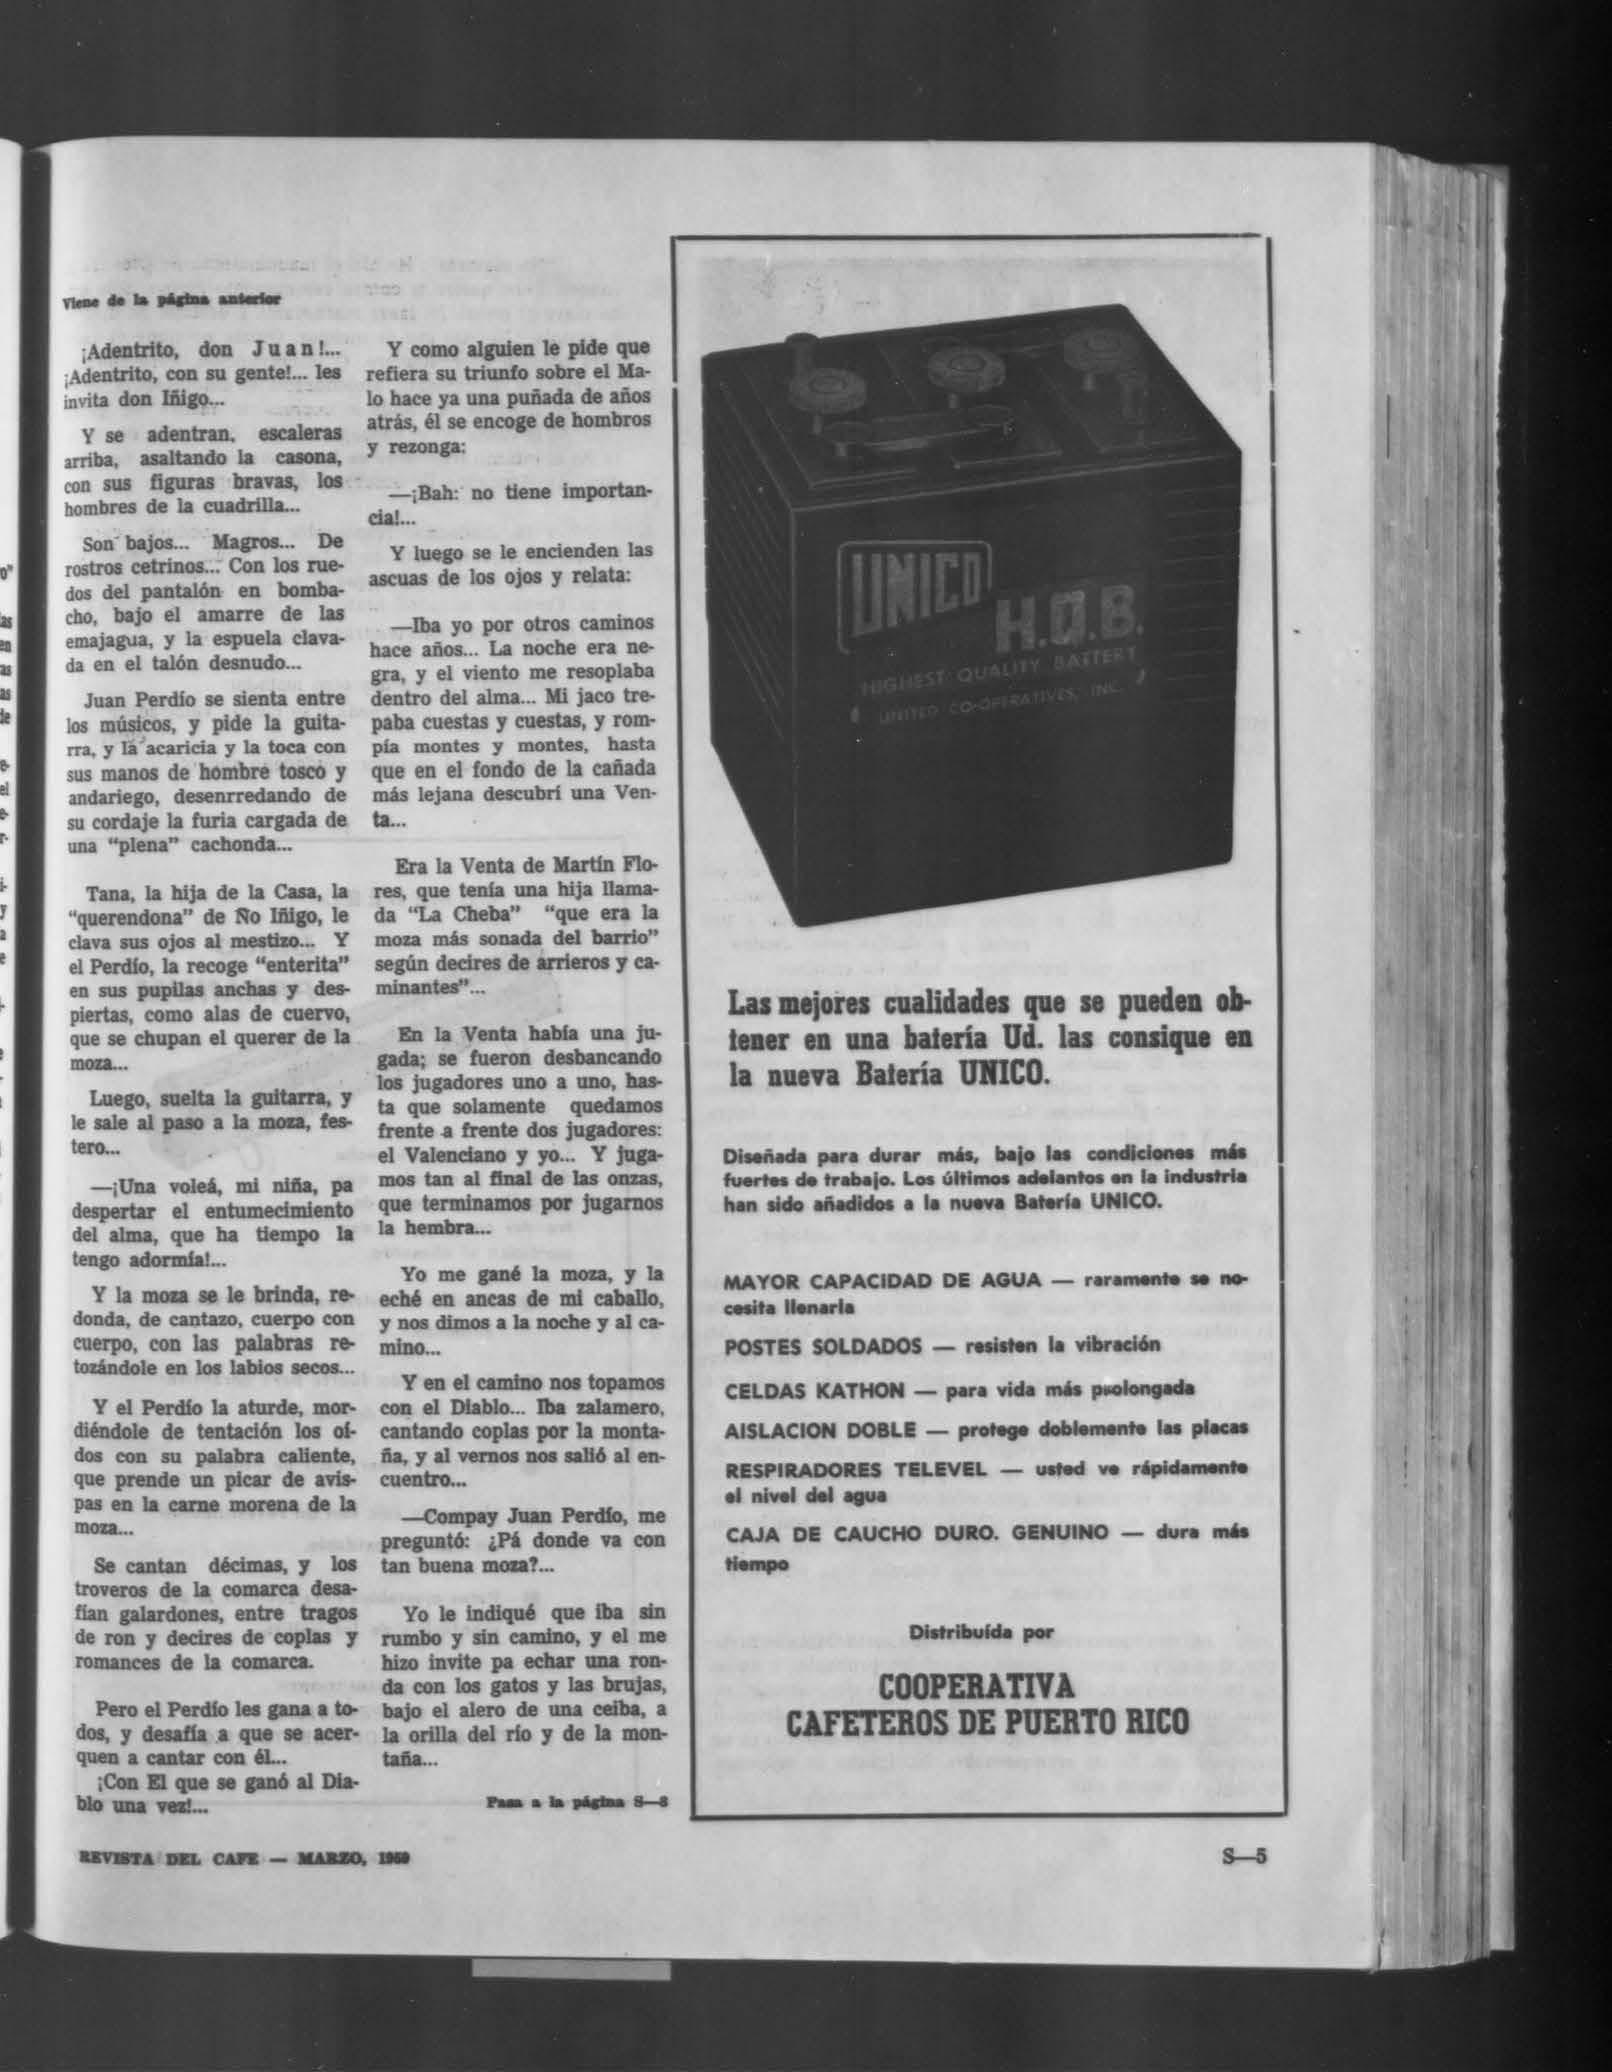 Viene de la página anterior
¡Adentrito, don Juan!...
¡Adentrito, con su gente!... les
invita don Iñigo...
Y se adentran, escaleras
arriba, asaltando la casona,
con sus figuras bravas, los
hombres de la cuadrilla...
Son bajos... Magros... De
rostros cetrinos... Con los rue-
dos del pantalón en bomba-
cho, bajo el amarre de las
emajagua, y la espuela clava-
da en el talón desnudo...
Juan Perdío se sienta entre
los músicos, y pide la guita-
rra, y la acaricia y la toca con
sus manos de hombre tosco y
andariego, desenrredando de
su cordaje la furia cargada de
una "plena" cachonda...
Tana, la hija de la Casa, la
"querendona" de Ño Iñigo, le
clava sus ojos al mestizo... Y
el Perdío, la recoge "enterita"
en sus pupilas anchas y des-
piertas, como alas de cuervo,
que se chupan el querer de la
moza...
Luego, suelta la guitarra, y
le sale al paso a la moza, fes-
tero...
—¡Una voleá, mi niña, pa
despertar el entumecimiento
del alma, que ha tiempo la
tengo adormía!...
Y la moza se le brinda, re-
donda, de cantazo, cuerpo con
cuerpo, con las palabras re-
tozándole en los labios secos...
Y el Perdío la aturde, mor-
diéndole de tentación los oí-
dos con su palabra caliente,
que prende un picar de avis-
pas en la carne morena de la
moza...
Se cantan décimas, y los
troveros de la comarca desa-
fían galardones, entre tragos
de ron y decires de coplas y
romances de la comarca.
Pero el Perdío les gana a to-
dos, y desafía a que se acer-
quen a cantar con él...
¡Con El que se ganó al Dia-
blo una vez!...
Y como alguien le pide que
refiera su triunfo sobre el Ma-
lo hace ya una puñada de años
atrás, él se encoge de hombros
y rezonga:
—¡Bah: no tiene importan-
cia!...
Y luego se le encienden las
ascuas de los ojos y relata:
—Iba yo por otros caminos
hace años... La noche era ne-
gra, y el viento me resoplaba
dentro del alma... Mi jaco tre-
paba cuestas y cuestas, y rom-
pía montes y montes, hasta
que en el fondo de la cañada
más lejana descubrí una Ven-
ta...
Era la Venta de Martín Flo-
res, que tenía una hija llama-
da "La Cheba" "que era la
moza más sonada del barrio"
según decires de arrieros y ca-
minantes"...
En la Venta había una ju-
gada; se fueron desbancando
los jugadores uno a uno, has-
ta que solamente quedamos
frente a frente dos jugadores:
el Valenciano y yo... Y juga-
mos tan al final de las onzas,
que terminamos por jugarnos
la hembra...
Yo me gané la moza, y la
eché en ancas de mi caballo,
y nos dimos a la noche y al ca-
mino...
Y en el camino nos topamos
con el Diablo... Iba zalamero,
cantando coplas por la monta-
ña, y al vernos nos salió al en-
cuentro...
—Compay Juan Perdío, me
preguntó: ¿Pá donde va con
tan buena moza?...
Yo le indiqué que iba sin
rumbo y sin camino, y el me
hizo invite pa echar una ron-
da con los gatos y las brujas,
bajo el alero de una ceiba, a
la orilla del río y de la mon-
taña...
Pasa a la página S—8
UNICO
H.Q.B.
HIGHEST QUALITY BATTERY
UNITED CO-OPERATIVES, INC.
Las mejores cualidades que se pueden ob-
tener en una batería Ud. las consique en
la nueva Batería UNICO.
Diseñada para durar más, bajo las condiciones más
fuertes de trabajo. Los últimos adelantos en la industria
han sido añadidos a la nueva Batería UNICO.
MAYOR CAPACIDAD DE AGUA — raramente se ne-
cesita llenarla
POSTES SOLDADOS — resisten la vibración
CELDAS KATHON — para vida más prolongada
AISLACION DOBLE — protege doblemente las placas
RESPIRADORES TELEVEL — usted ve rápidamente
el nivel del agua
CAJA DE CAUCHO DURO. GENUINO — dura más
tiempo
Distribuída por
COOPERATIVA
CAFETEROS DE PUERTO RICO
REVISTA DEL CAFE — MARZO, 1959
S—5